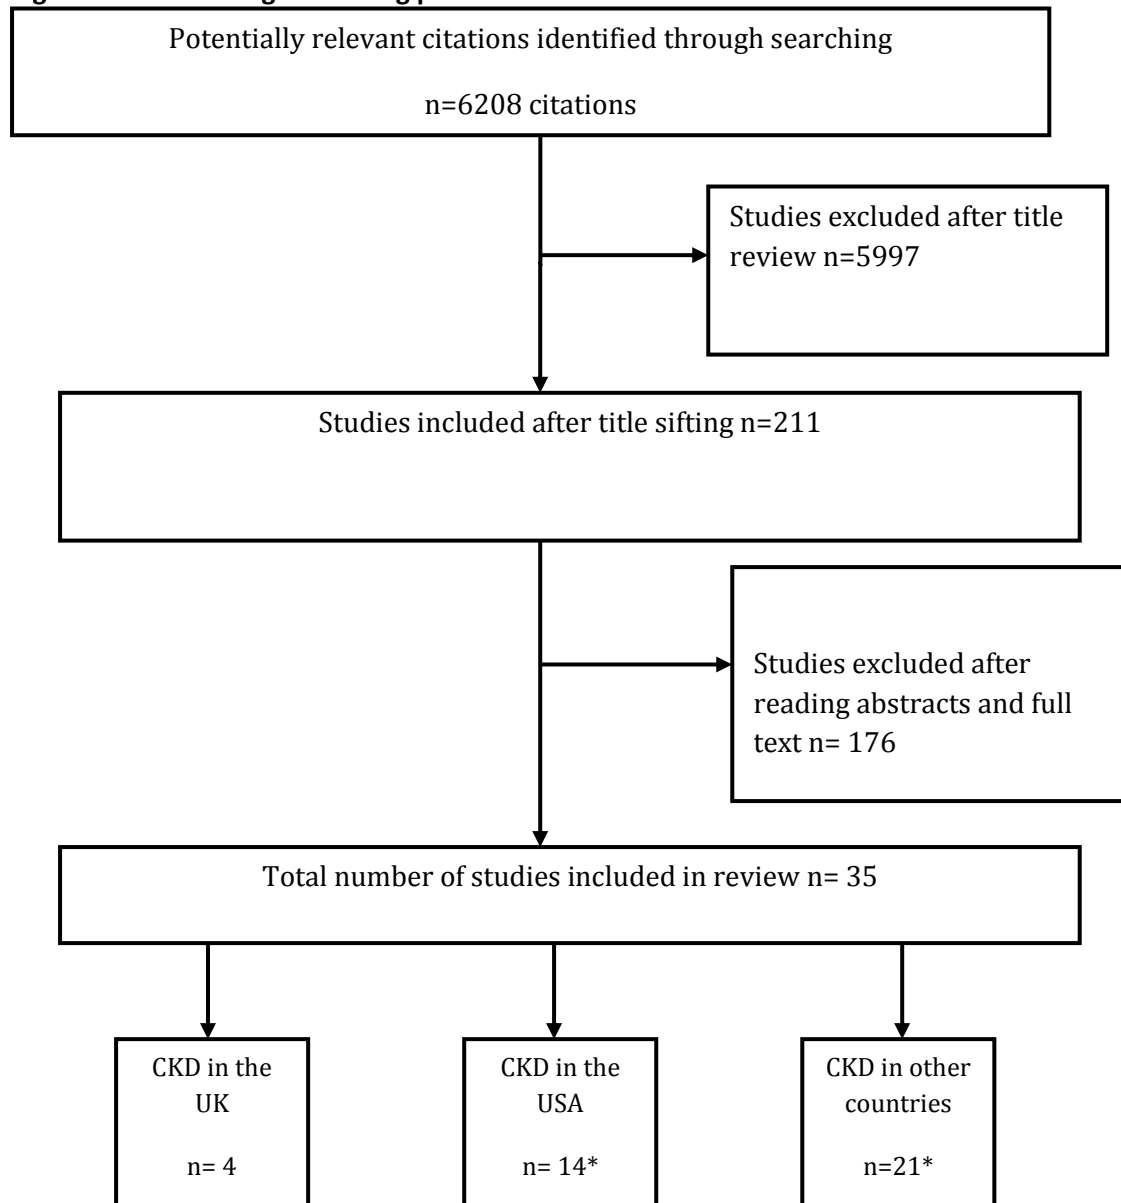 Potentially relevant citations identified through searching
n=6208 citations
Studies excluded after title
review n=5997
Studies included after title sifting n=211
Studies excluded after
reading abstracts and full
text n= 176
Total number of studies included in review n= 35
CKD in the
UK
n= 4
CKD in the
USA
n= 14*
CKD in other
countries
n=21*